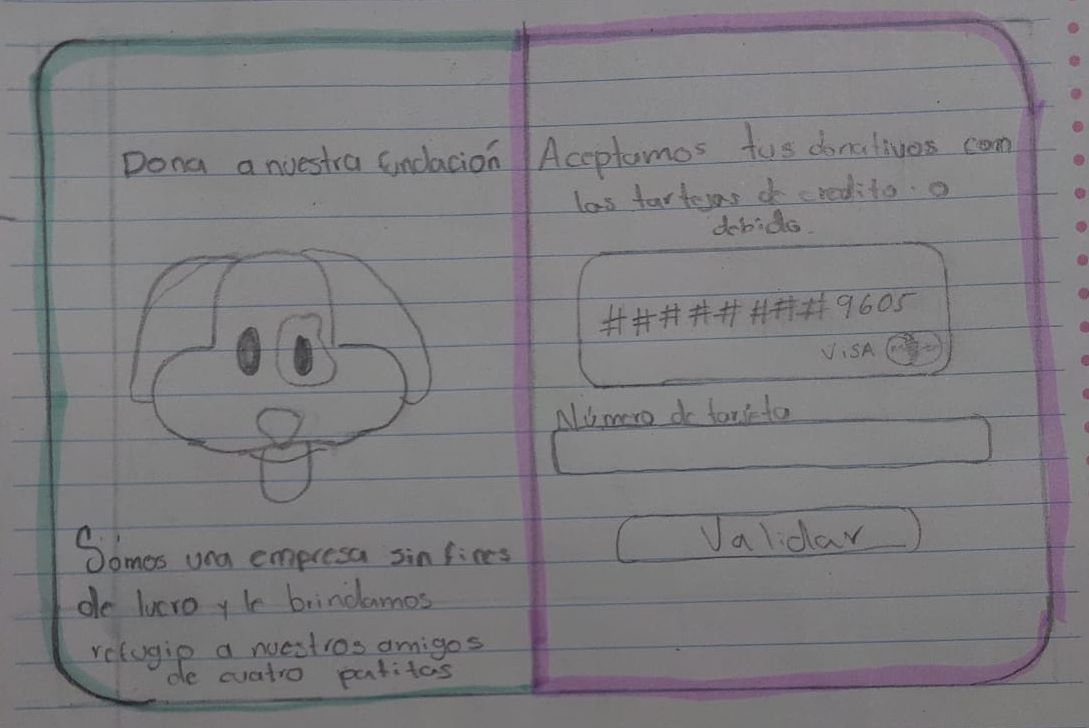 Dona a nuestra fundación
Somos una empresa sin fines
de lucro y le brindamos
refugio a nuestros amigos
de cuatro patitas
Aceptamos tus donativos con
las tartejas de credito o
debido.
######## 9605
VISA
Número de tarjeta
Validar